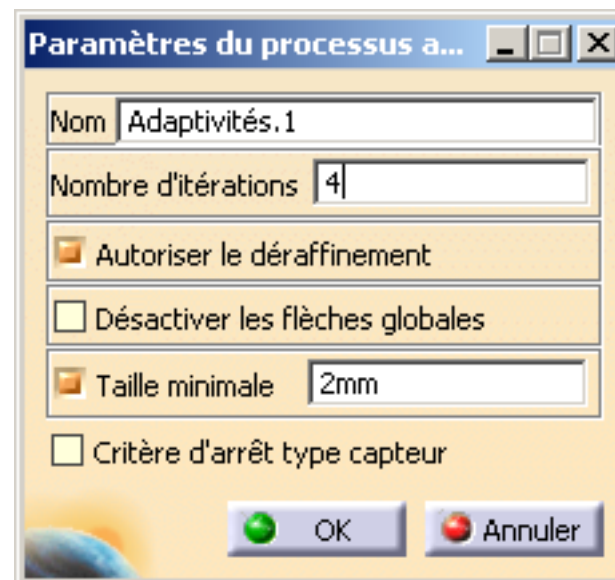 Paramètres du processus a...
Nom Adaptivités.1
Nombre d'itérations 4
Autoriser le déraffinement
Désactiver les flèches globales
Taille minimale 2mm
Critère d'arrêt type capteur
OK Annuler